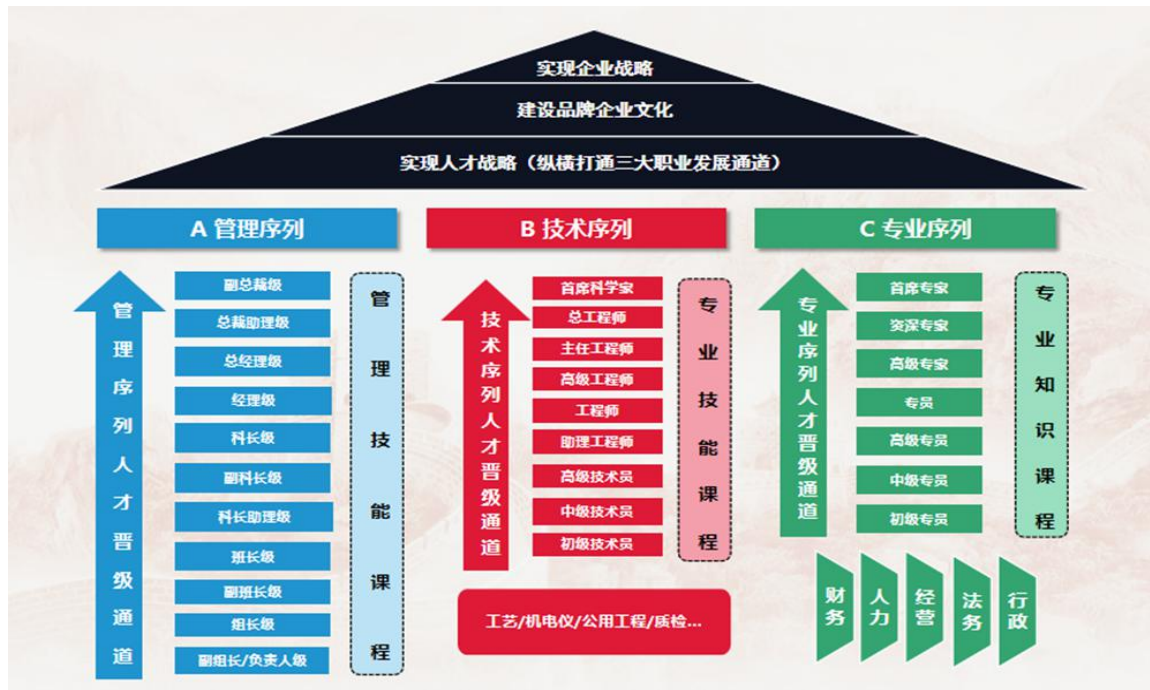 实现企业战略
建设品牌企业文化
实现人才战略（纵横打通三大职业发展通道）
A 管理序列
管理序列人才晋级通道
副总裁级
总裁助理级
总经理级
经理级
科长级
副科长级
科长助理级
班长级
副班长级
组长级
副组长/负责人级
管理技能课程
B 技术序列
技术序列人才晋级通道
首席科学家
总工程师
主任工程师
高级工程师
工程师
助理工程师
高级技术员
中级技术员
初级技术员
专业技能课程
工艺/机电仪/公用工程/质检...
C 专业序列
专业序列人才晋级通道
首席专家
突深专家
高级专家
专员
高级专员
中级专员
初级专员
专业知识课程
财务
人力
经营
法务
行政